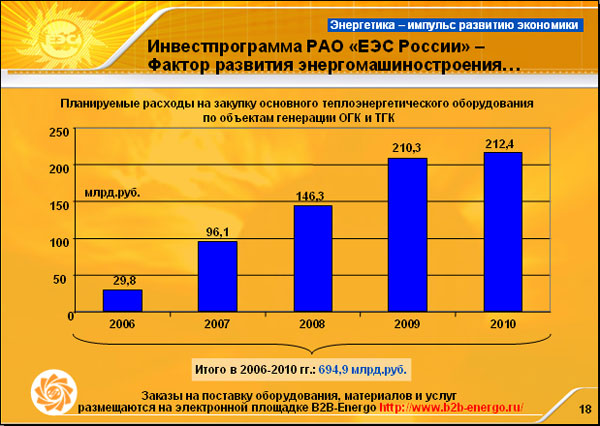 Энергетика – импульс развитию экономики
ЕЭС
Инвестпрограмма РАО «ЕЭС России» –
Фактор развития энергомашиностроения…
Планируемые расходы на закупку основного теплоэнергетического оборудования
по объектам генерации ОГК и ТГК
250
200
150
100
50
0
млрд.руб.
29,8
96,1
146,3
210,3
212,4
2006
2007
2008
2009
2010
Итого в 2006-2010 гг.: 694,9 млрд.руб.
Заказы на поставку оборудования, материалов и услуг
размещаются на электронной площадке B2B-Energo http://www.b2b-energo.ru/
18